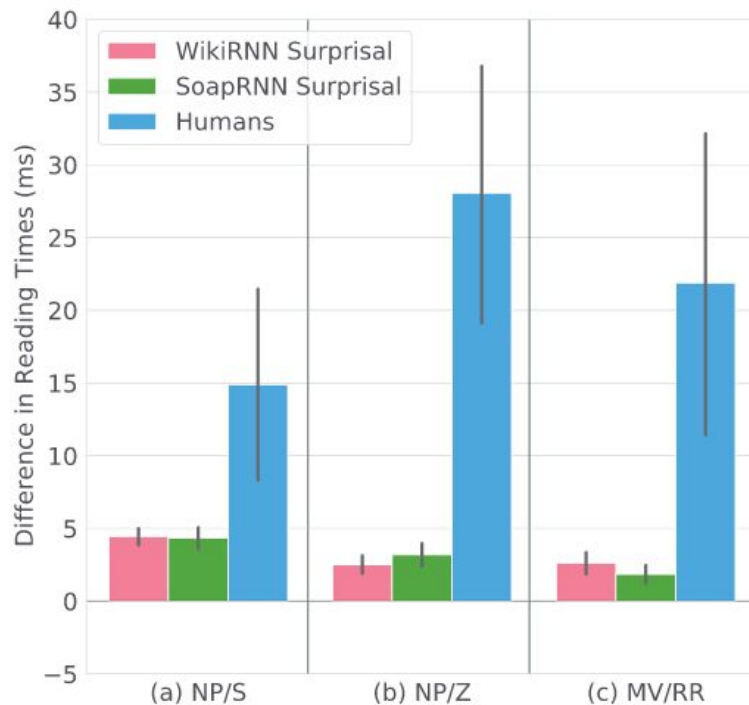 40
35
30
25
20
15
10
5
0
−5
Difference in Reading Times (ms)
WikiRNN Surprisal
SoapRNN Surprisal
Humans
(a) NP/S
(b) NP/Z
(c) MV/RR